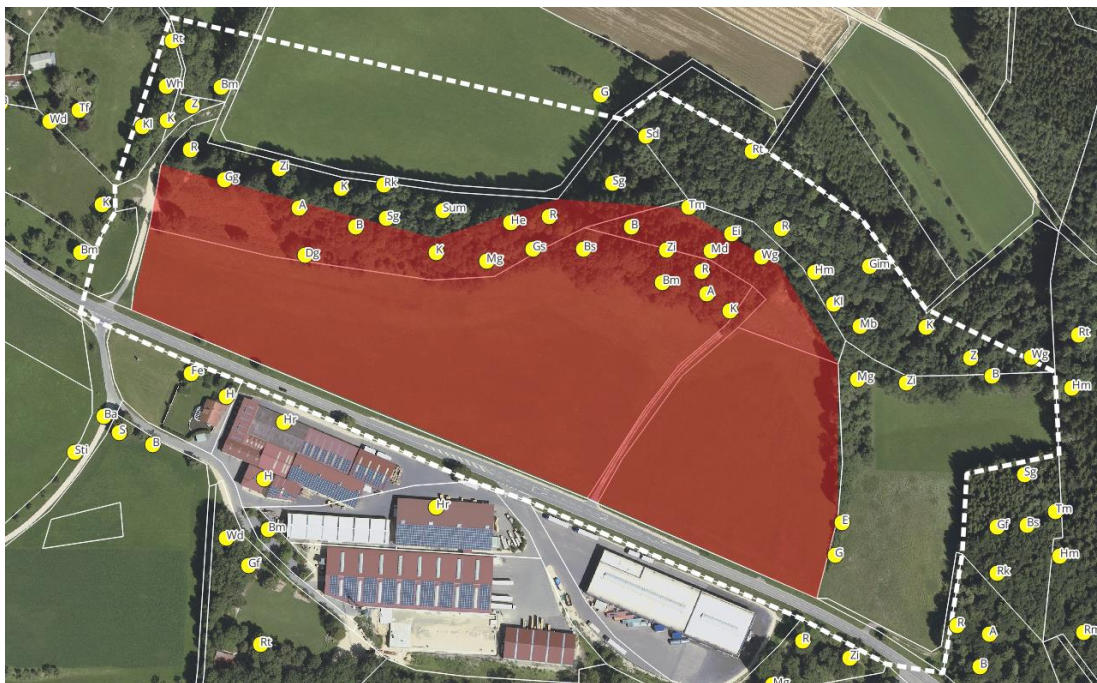 Rt
Wh
Bm
G
Z
Tf
Wd
Kl
K
Sd
R
Rt
Zi
Gg
K
Rk
Sg
K
A
Sum
Tm
B
Sg
He
R
B
R
Ei
Bm
Dg
K
Mg
Gs
Bs
Zi
Md
Wg
R
Hm
Gim
Bm
A
Kl
K
Mb
K
Rt
Z
Wg
B
Mg
Zi
Hm
Fe
H
Ba
Hr
S
B
Sti
H
Sg
Hr
Tm
E
Gf
Bs
Wd
Bm
G
Hm
Gf
Rk
R
A
Rm
Rt
R
Zi
B
Mg